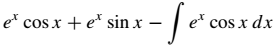 e^x cos x + e^x sin x − ∫ e^x cos x dx